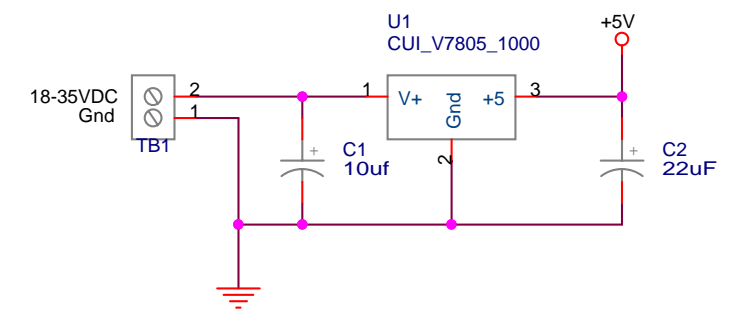 +5V
U1
CUI_V7805_1000
18-35VDC
2
1
V+
Gnd
+5
3
Gnd
1
TB1
2
+
C1
10uf
+
C2
22uF